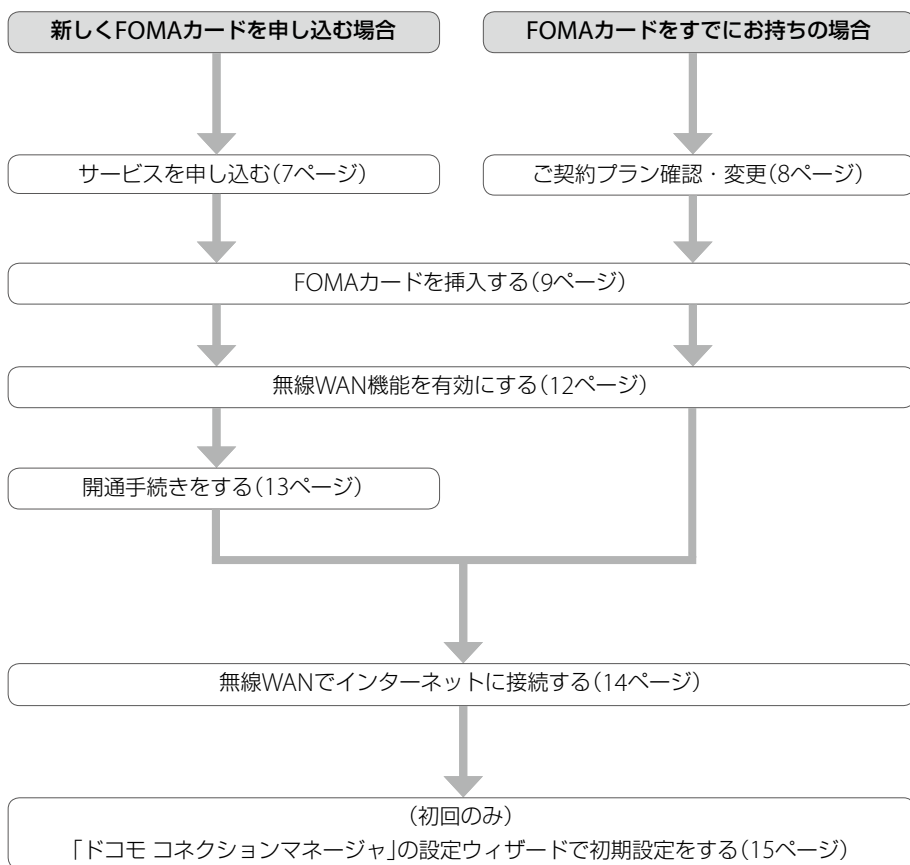 新しくFOMAカードを申し込む場合
FOMAカードをすでにお持ちの場合
サービスを申し込む(7ページ)
ご契約プラン確認・変更(8ページ)
FOMAカードを挿入する(9ページ)
無線WAN機能を有効にする(12ページ)
開通手続きをする(13ページ)
無線WANでインターネットに接続する(14ページ)
(初回のみ)
「ドコモ コネクションマネージャ」の設定ウィザードで初期設定をする(15ページ)